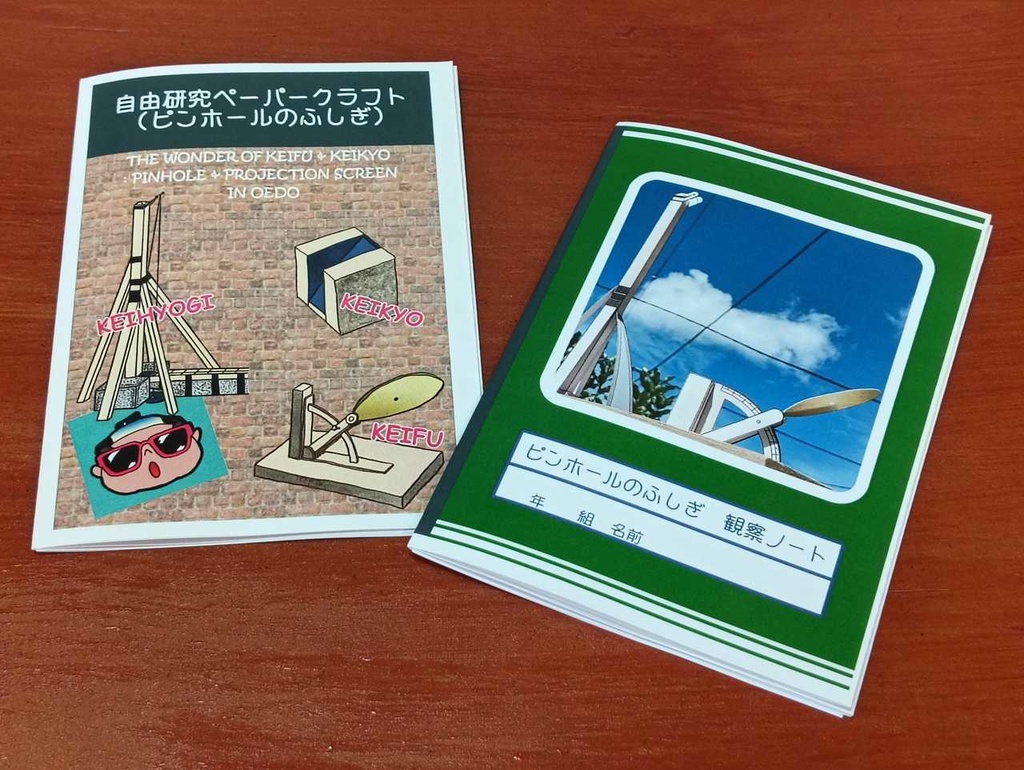 自由研究ペーパークラフト
(ピンホールのふしぎ)
THE WONDER OF KEIFU & KEIKYO
: PINHOLE & PROJECTION SCREEN
IN OEDO
KEIHYOGI
KEIKYO
KEIFU
ピンホールのふしぎ 観察ノート
年 組 名前